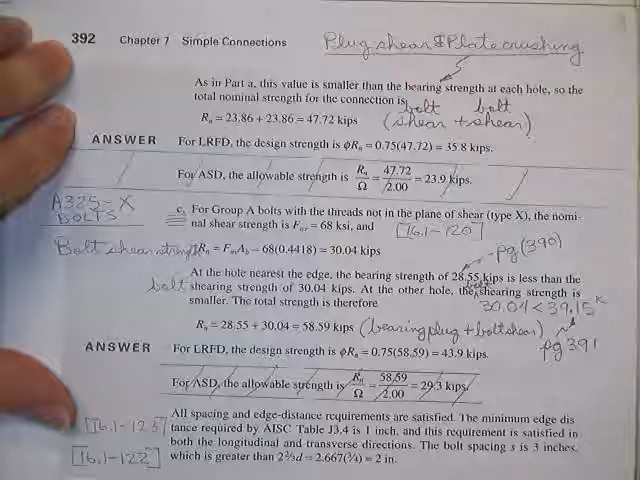 392 Chapter 7 Simple Connections
Plug shear & Plate crushing
As in Part a, this value is smaller than the bearing strength at each hole, so the
total nominal strength for the connection is
bolt bolt
Rn = 23.86 + 23.86 = 47.72 kips (shear + shear)
ANSWER For LRFD, the design strength is ϕRn = 0.75(47.72) = 35.8 kips.
For ASD, the allowable strength is Rn/Ω = 47.72/2.00 = 23.9 kips.
A325-X
BOLTS
c. For Group A bolts with the threads not in the plane of shear (type X), the nomi-
nal shear strength is Fnv = 68 ksi, and [16.1-120]
Bolt shear strength Rn = FnvAb = 68(0.4418) = 30.04 kips
pg(390)
At the hole nearest the edge, the bearing strength of 28.55 kips is less than the
bolt shearing strength of 30.04 kips. At the other hole, the bolt shearing strength is
smaller. The total strength is therefore 30.04 < 39.15 k
Rn = 28.55 + 30.04 = 58.59 kips (bearing plug + bolt shear)
pg 391
ANSWER For LRFD, the design strength is ϕRn = 0.75(58.59) = 43.9 kips.
For ASD, the allowable strength is Rn/Ω = 58.59/2.00 = 29.3 kips.
All spacing and edge-distance requirements are satisfied. The minimum edge dis
[16.1-123] tance required by AISC Table J3.4 is 1 inch, and this requirement is satisfied in
both the longitudinal and transverse directions. The bolt spacing s is 3 inches,
[16.1-122] which is greater than 2⅔d = 2.667(¾) = 2 in.